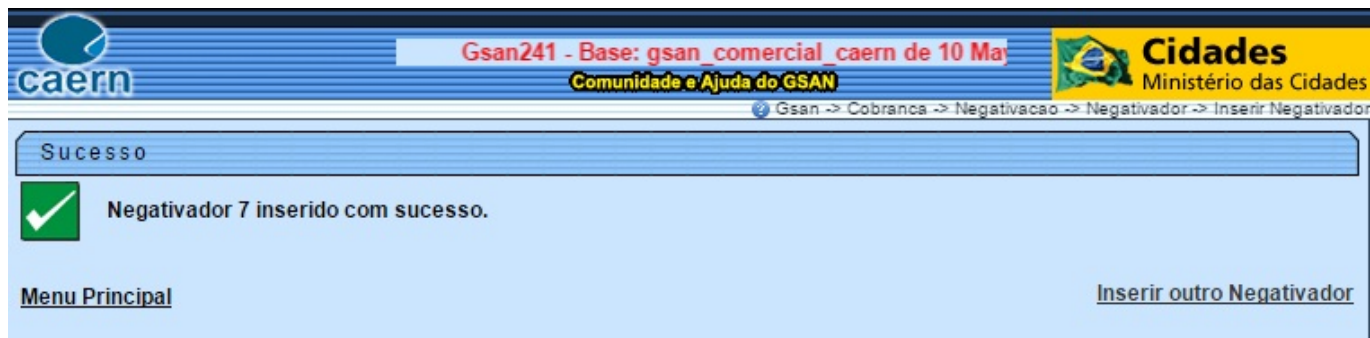 caern
Gsan241 - Base: gsan_comercial_caern de 10 May
Comunidade e Ajuda do GSAN
Cidades
Ministério das Cidades
Gsan -> Cobranca -> Negativacao -> Negativador -> Inserir Negativador
Sucesso
Negativador 7 inserido com sucesso.
Menu Principal
Inserir outro Negativador